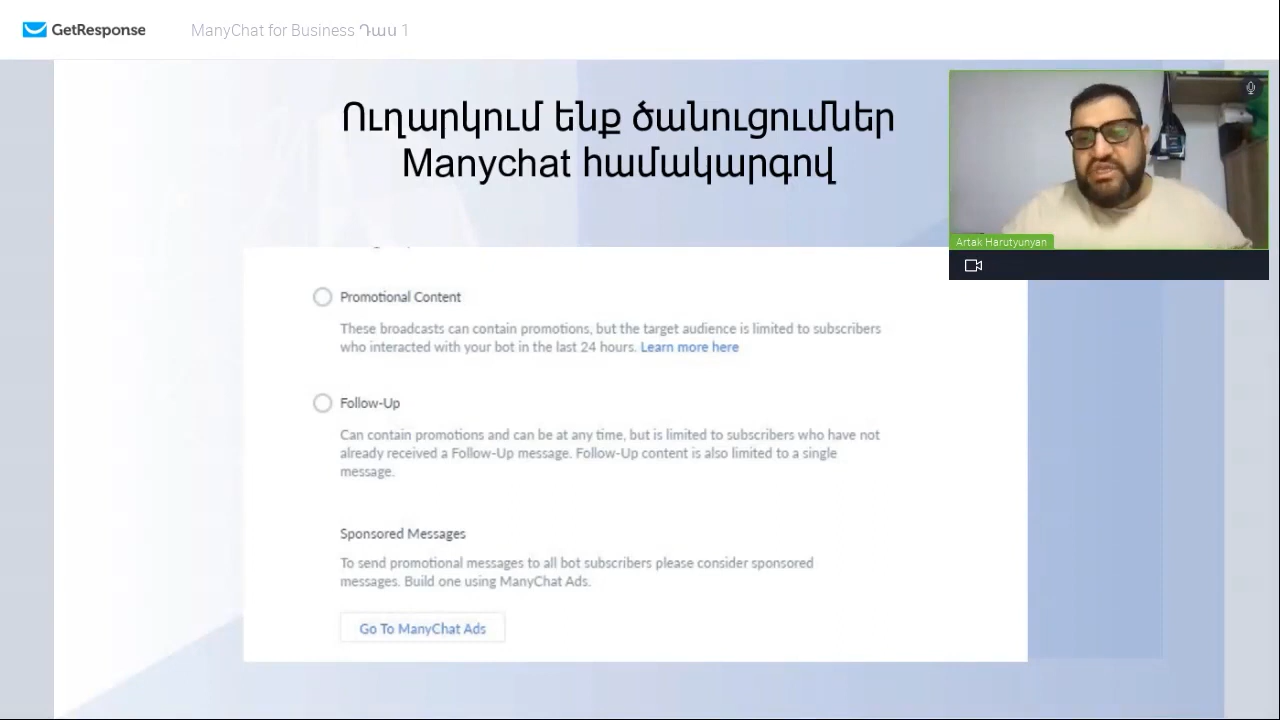 GetResponse
ManyChat for Business Դաս 1
Ուղարկում ենք ծանուցումներ
Manychat համակարգով
Artak Harutyunyan
Promotional Content
These broadcasts can contain promotions, but the target audience is limited to subscribers
who interacted with your bot in the last 24 hours. Learn more here
Follow-Up
Can contain promotions and can be at any time, but is limited to subscribers who have not
already received a Follow-Up message. Follow-Up content is also limited to a single
message.
Sponsored Messages
To send promotional messages to all bot subscribers please consider sponsored
messages. Build one using ManyChat Ads.
Go To ManyChat Ads